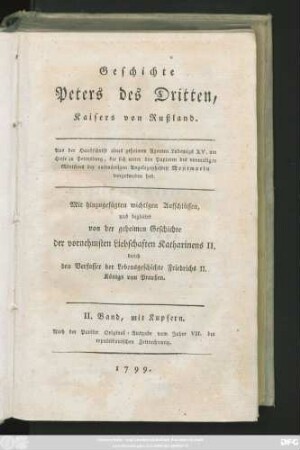 Geschichte
Peters des Dritten,
Kaisers von Rußland.
Aus der Handschrift eines geheimen Agenten Ludewigs XV. am
Hofe zu Petersburg, die sich unter den Papieren des vormaligen
Ministers der auswärtigen Angelegenheiten Montmorin
vorgefunden hat.
Mit hinzugefügten wichtigen Aufschlüssen,
und begleitet
von der geheimen Geschichte
der vornehmsten Liebschaften Katharinens II.
durch
den Verfasser der Lebensgeschichte Friedrichs II.
Königs von Preußen.
II. Band, mit Kupfern.
Nach der Pariser Original-Ausgabe vom Jahre VII. der
republikanischen Zeitrechnung.
1799.